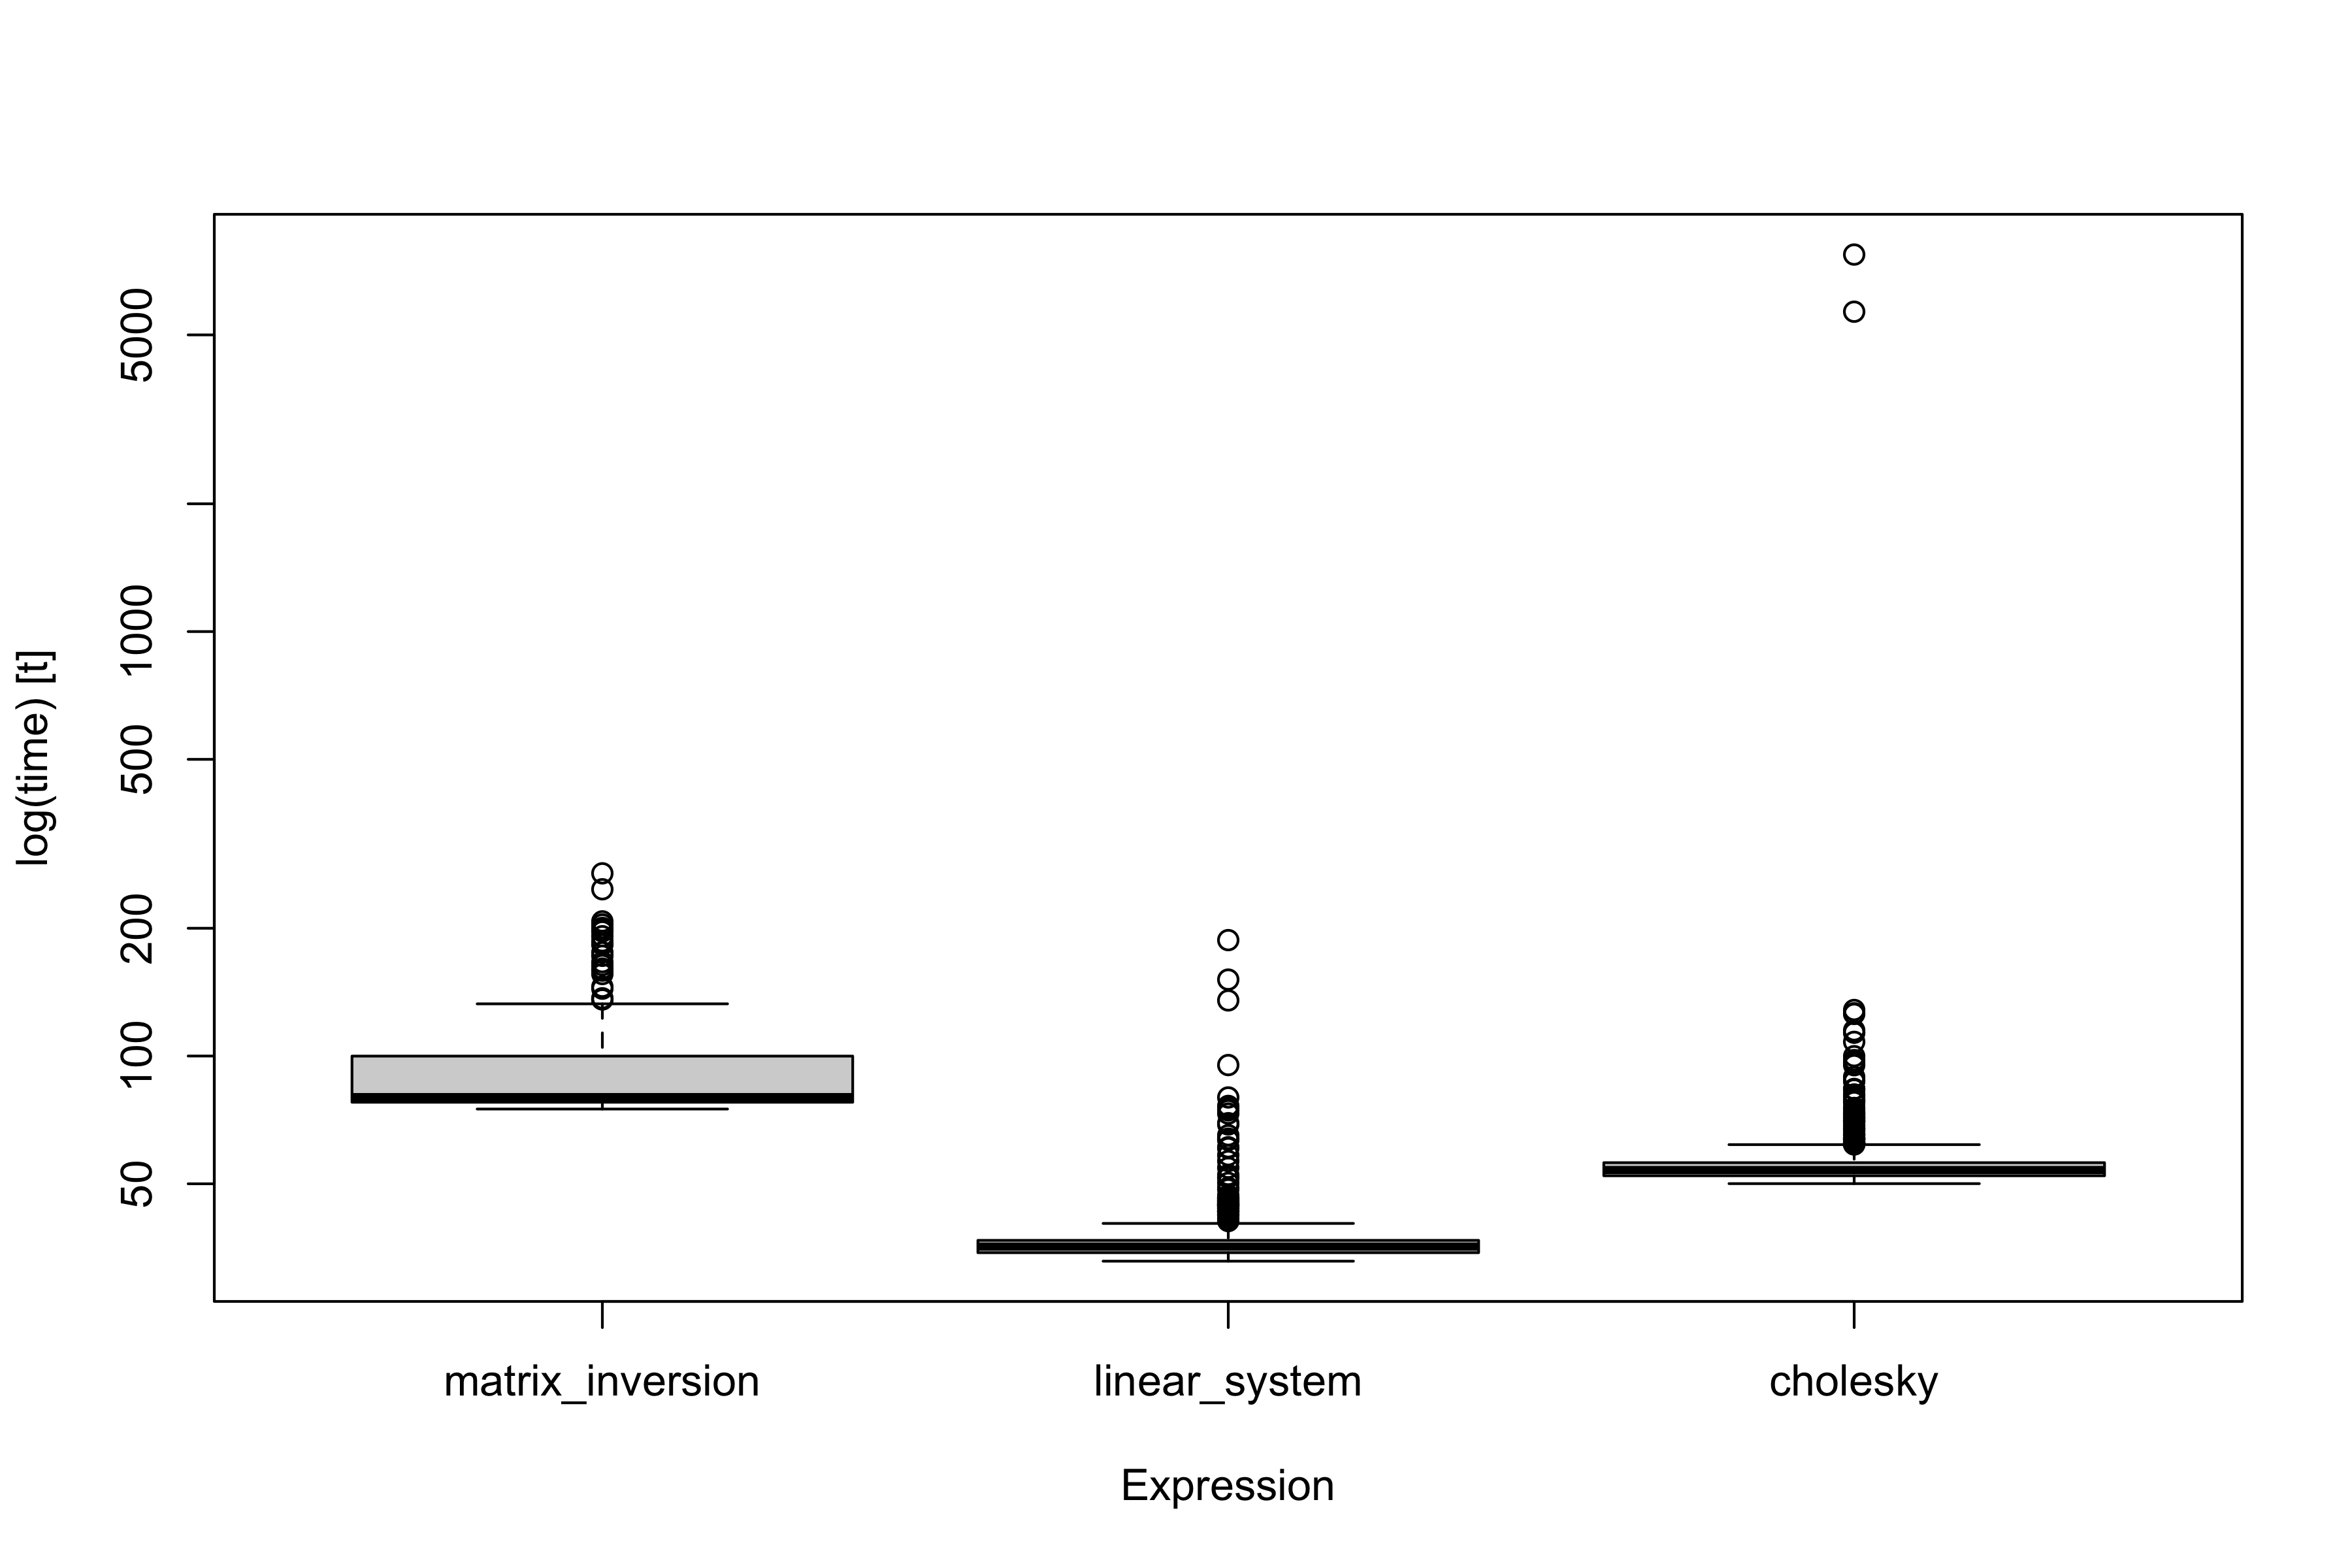 log(time) [t]
5000
1000
500
200
100
50
matrix_inversion
linear_system
cholesky
Expression